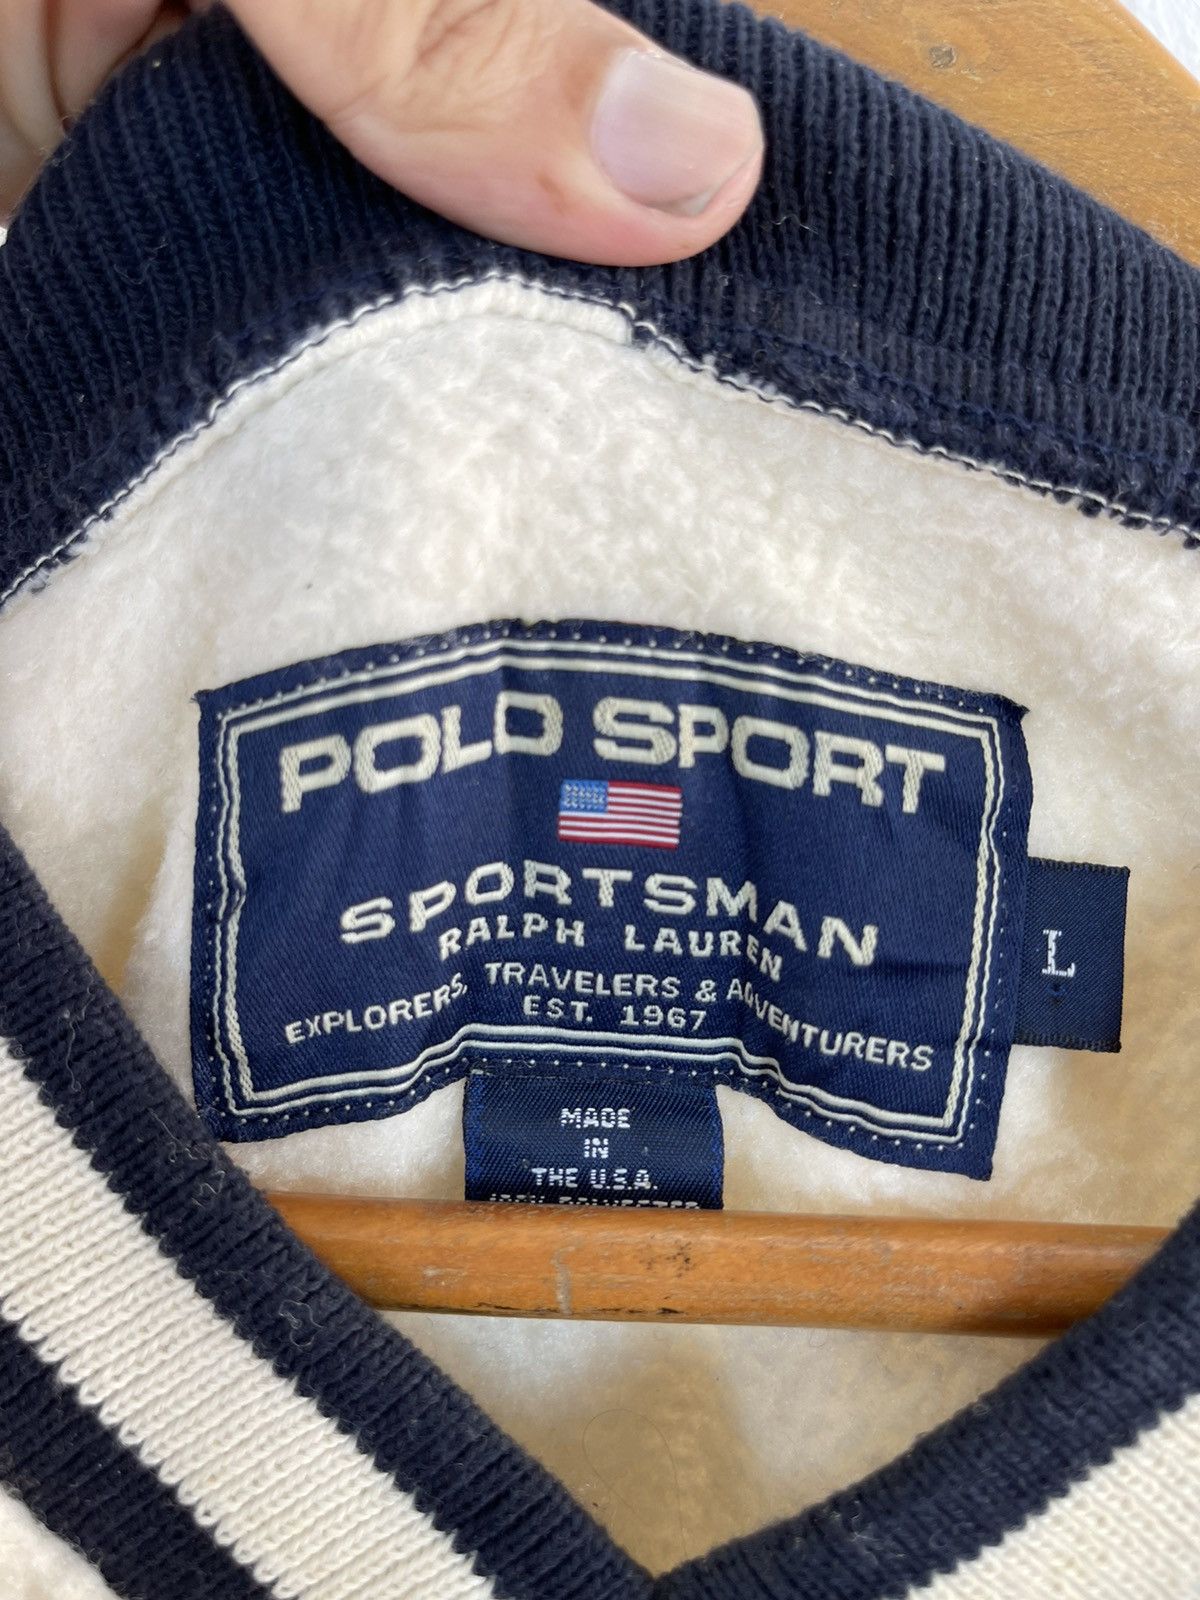 POLO SPORT
SPORTSMAN
RALPH LAUREN
EXPLORERS, TRAVELERS & ADVENTURERS
EST. 1967
L
MADE
IN
THE U.S.A.